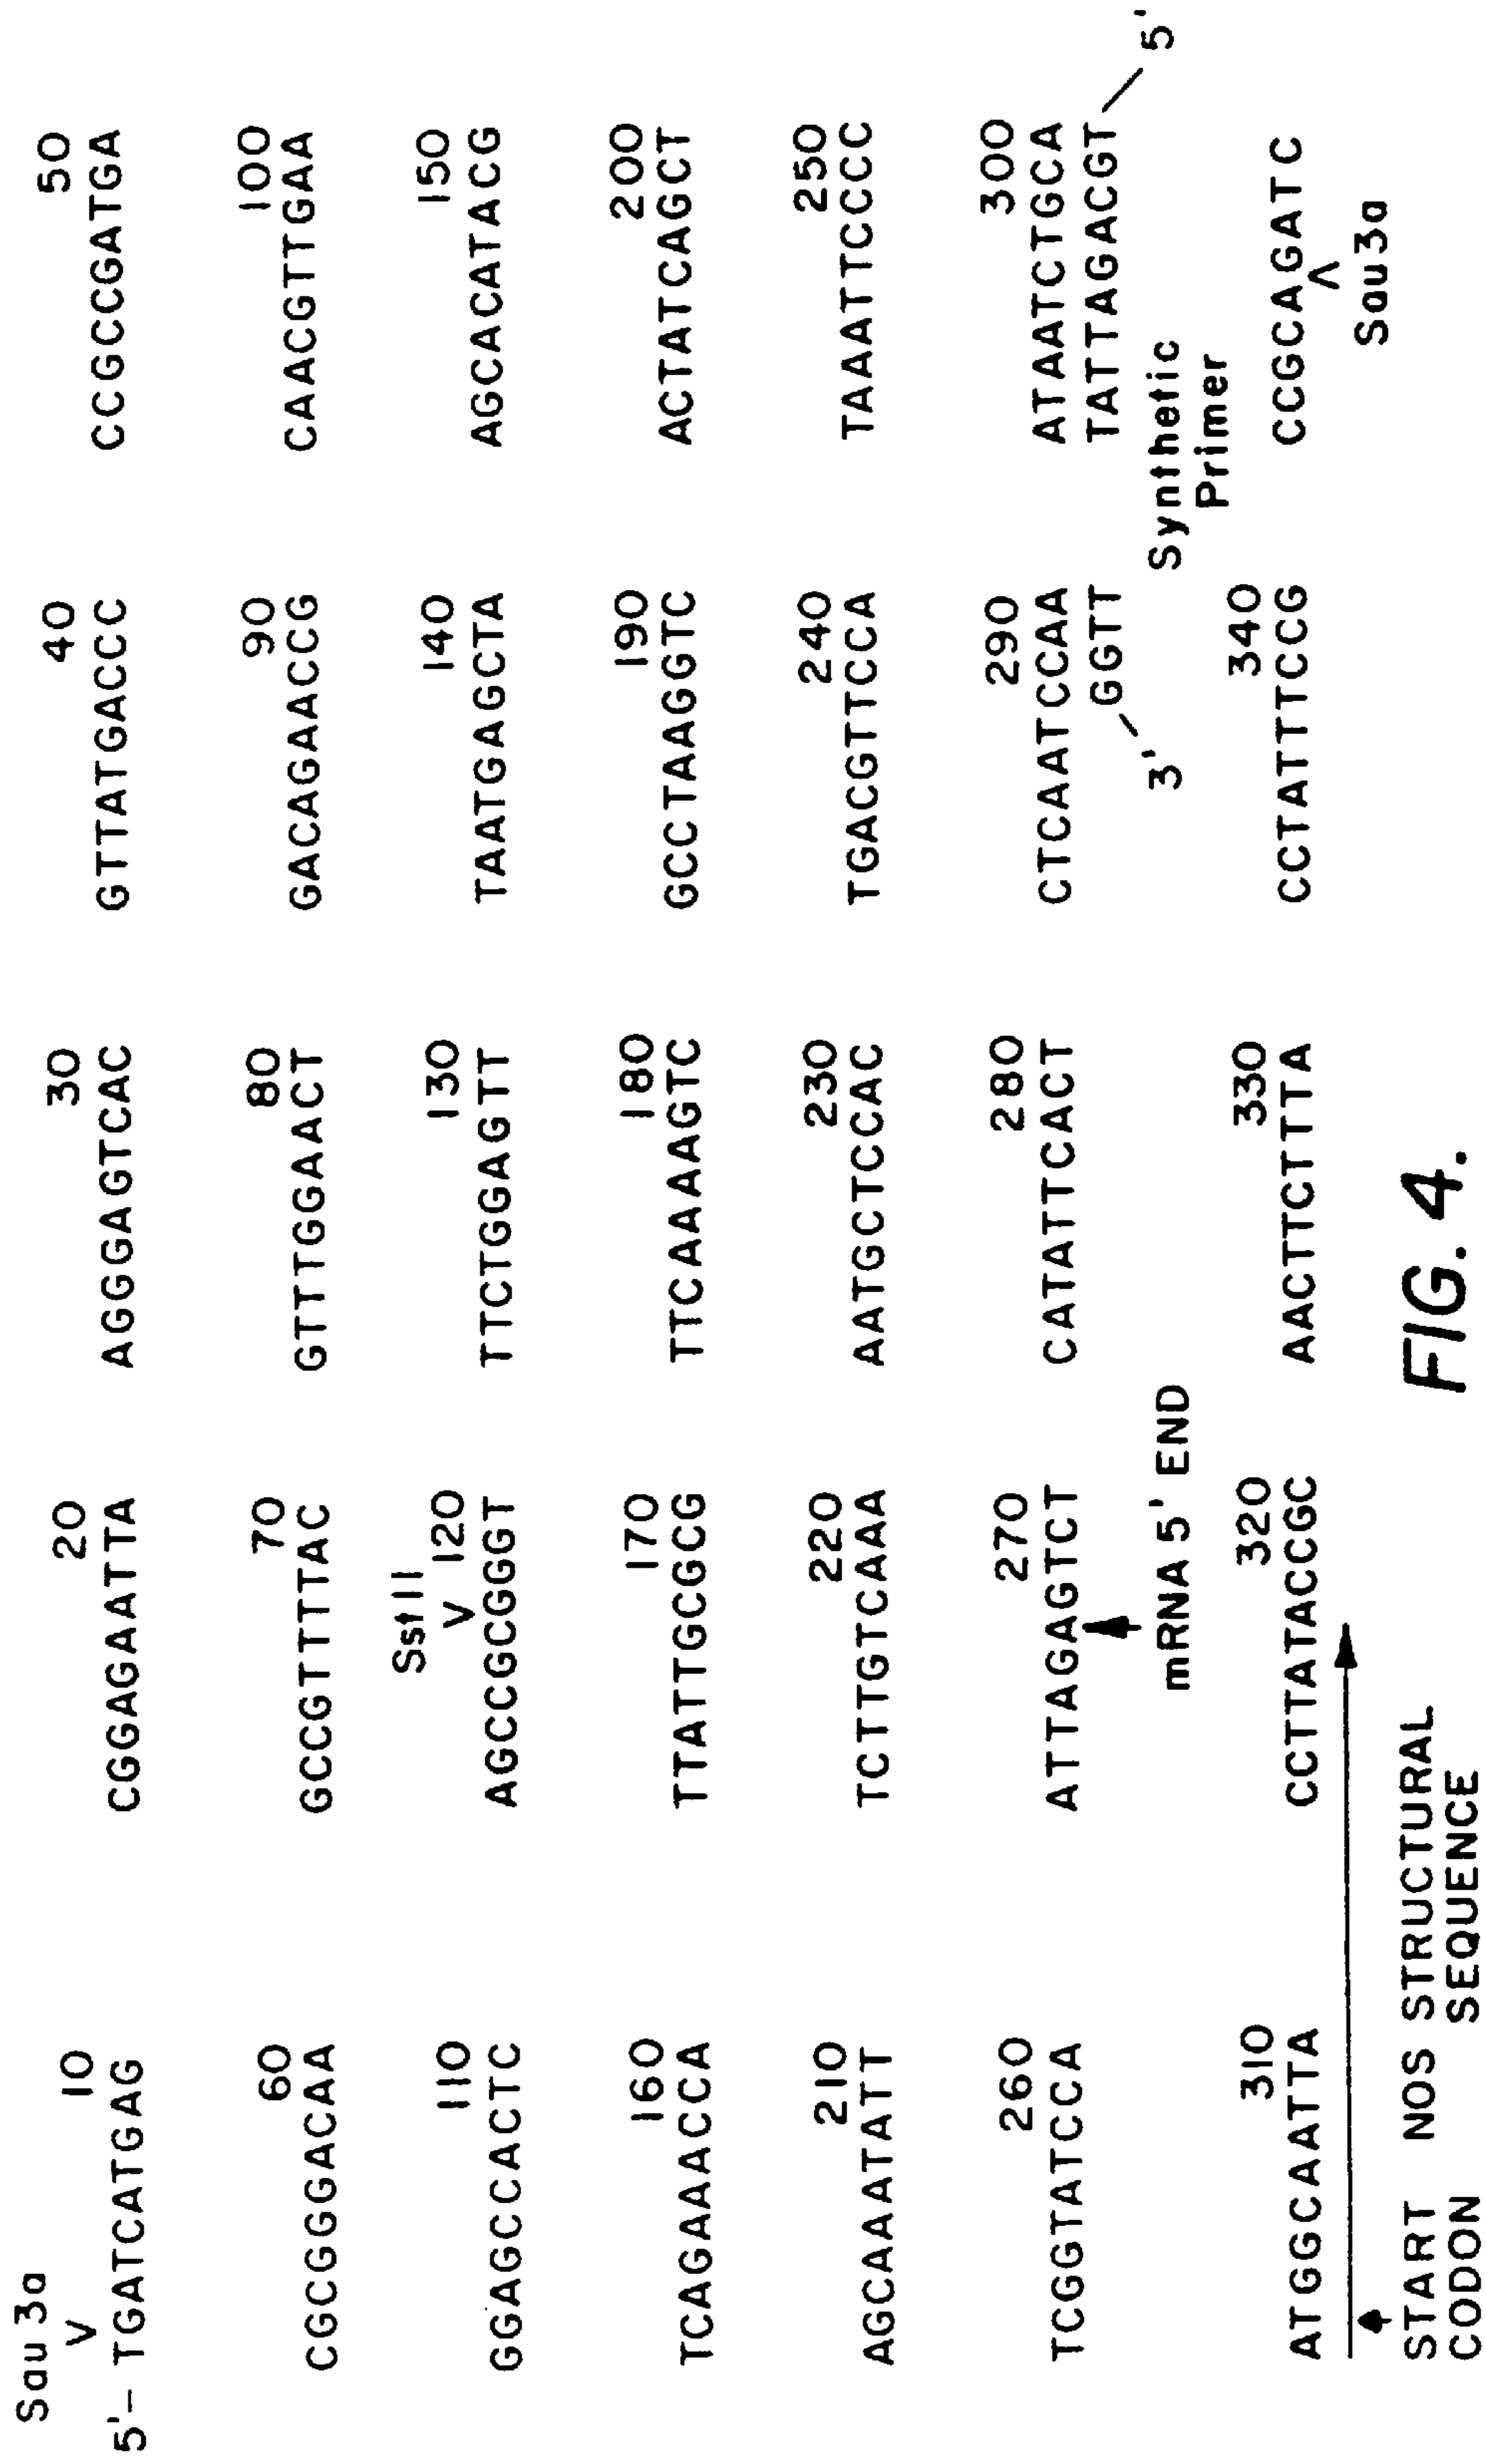 Sau 3a
V
10 20 30 40 50
5'– TGATCATGAG CGGAGAATTA AGGGAGTCAC GTTATGACCC CCGCCGATGA
60 70 80 90 100
CGCGGGACAA GCCGTTTTAC GTTTGGAACT GACAGAACCG CAACGTTGAA
SstII
V
110 120 130 140 150
GGAGCCACTC AGCCGCGGGT TTCTGGAGTT TAATGAGCTA AGCACATACG
160 170 180 190 200
TCAGAAACCA TTATTGCGCG TTCAAAAGTC GCCTAAGGTC ACTATCAGCT
210 220 230 240 250
AGCAAATATT TCTTGTCAAA AATGCTCCAC TGACGTTCCA TAAATTCCCC
260 270 280 290 300
TCGGTATCCA ATTAGAGTCT CATATTCACT CTCAATCCAA ATAATCTGCA
GGTT TATTAGACGT
3' 5'
mRNA 5' END
Synthetic
Primer
310 320 330 340
ATGGCAATTA CCTTATACCGC AACTTCTTTA CCTATTTCCG CCGCAGATC
Λ
Sau3a
START NOS STRUCTURAL
CODON SEQUENCE
FIG. 4.